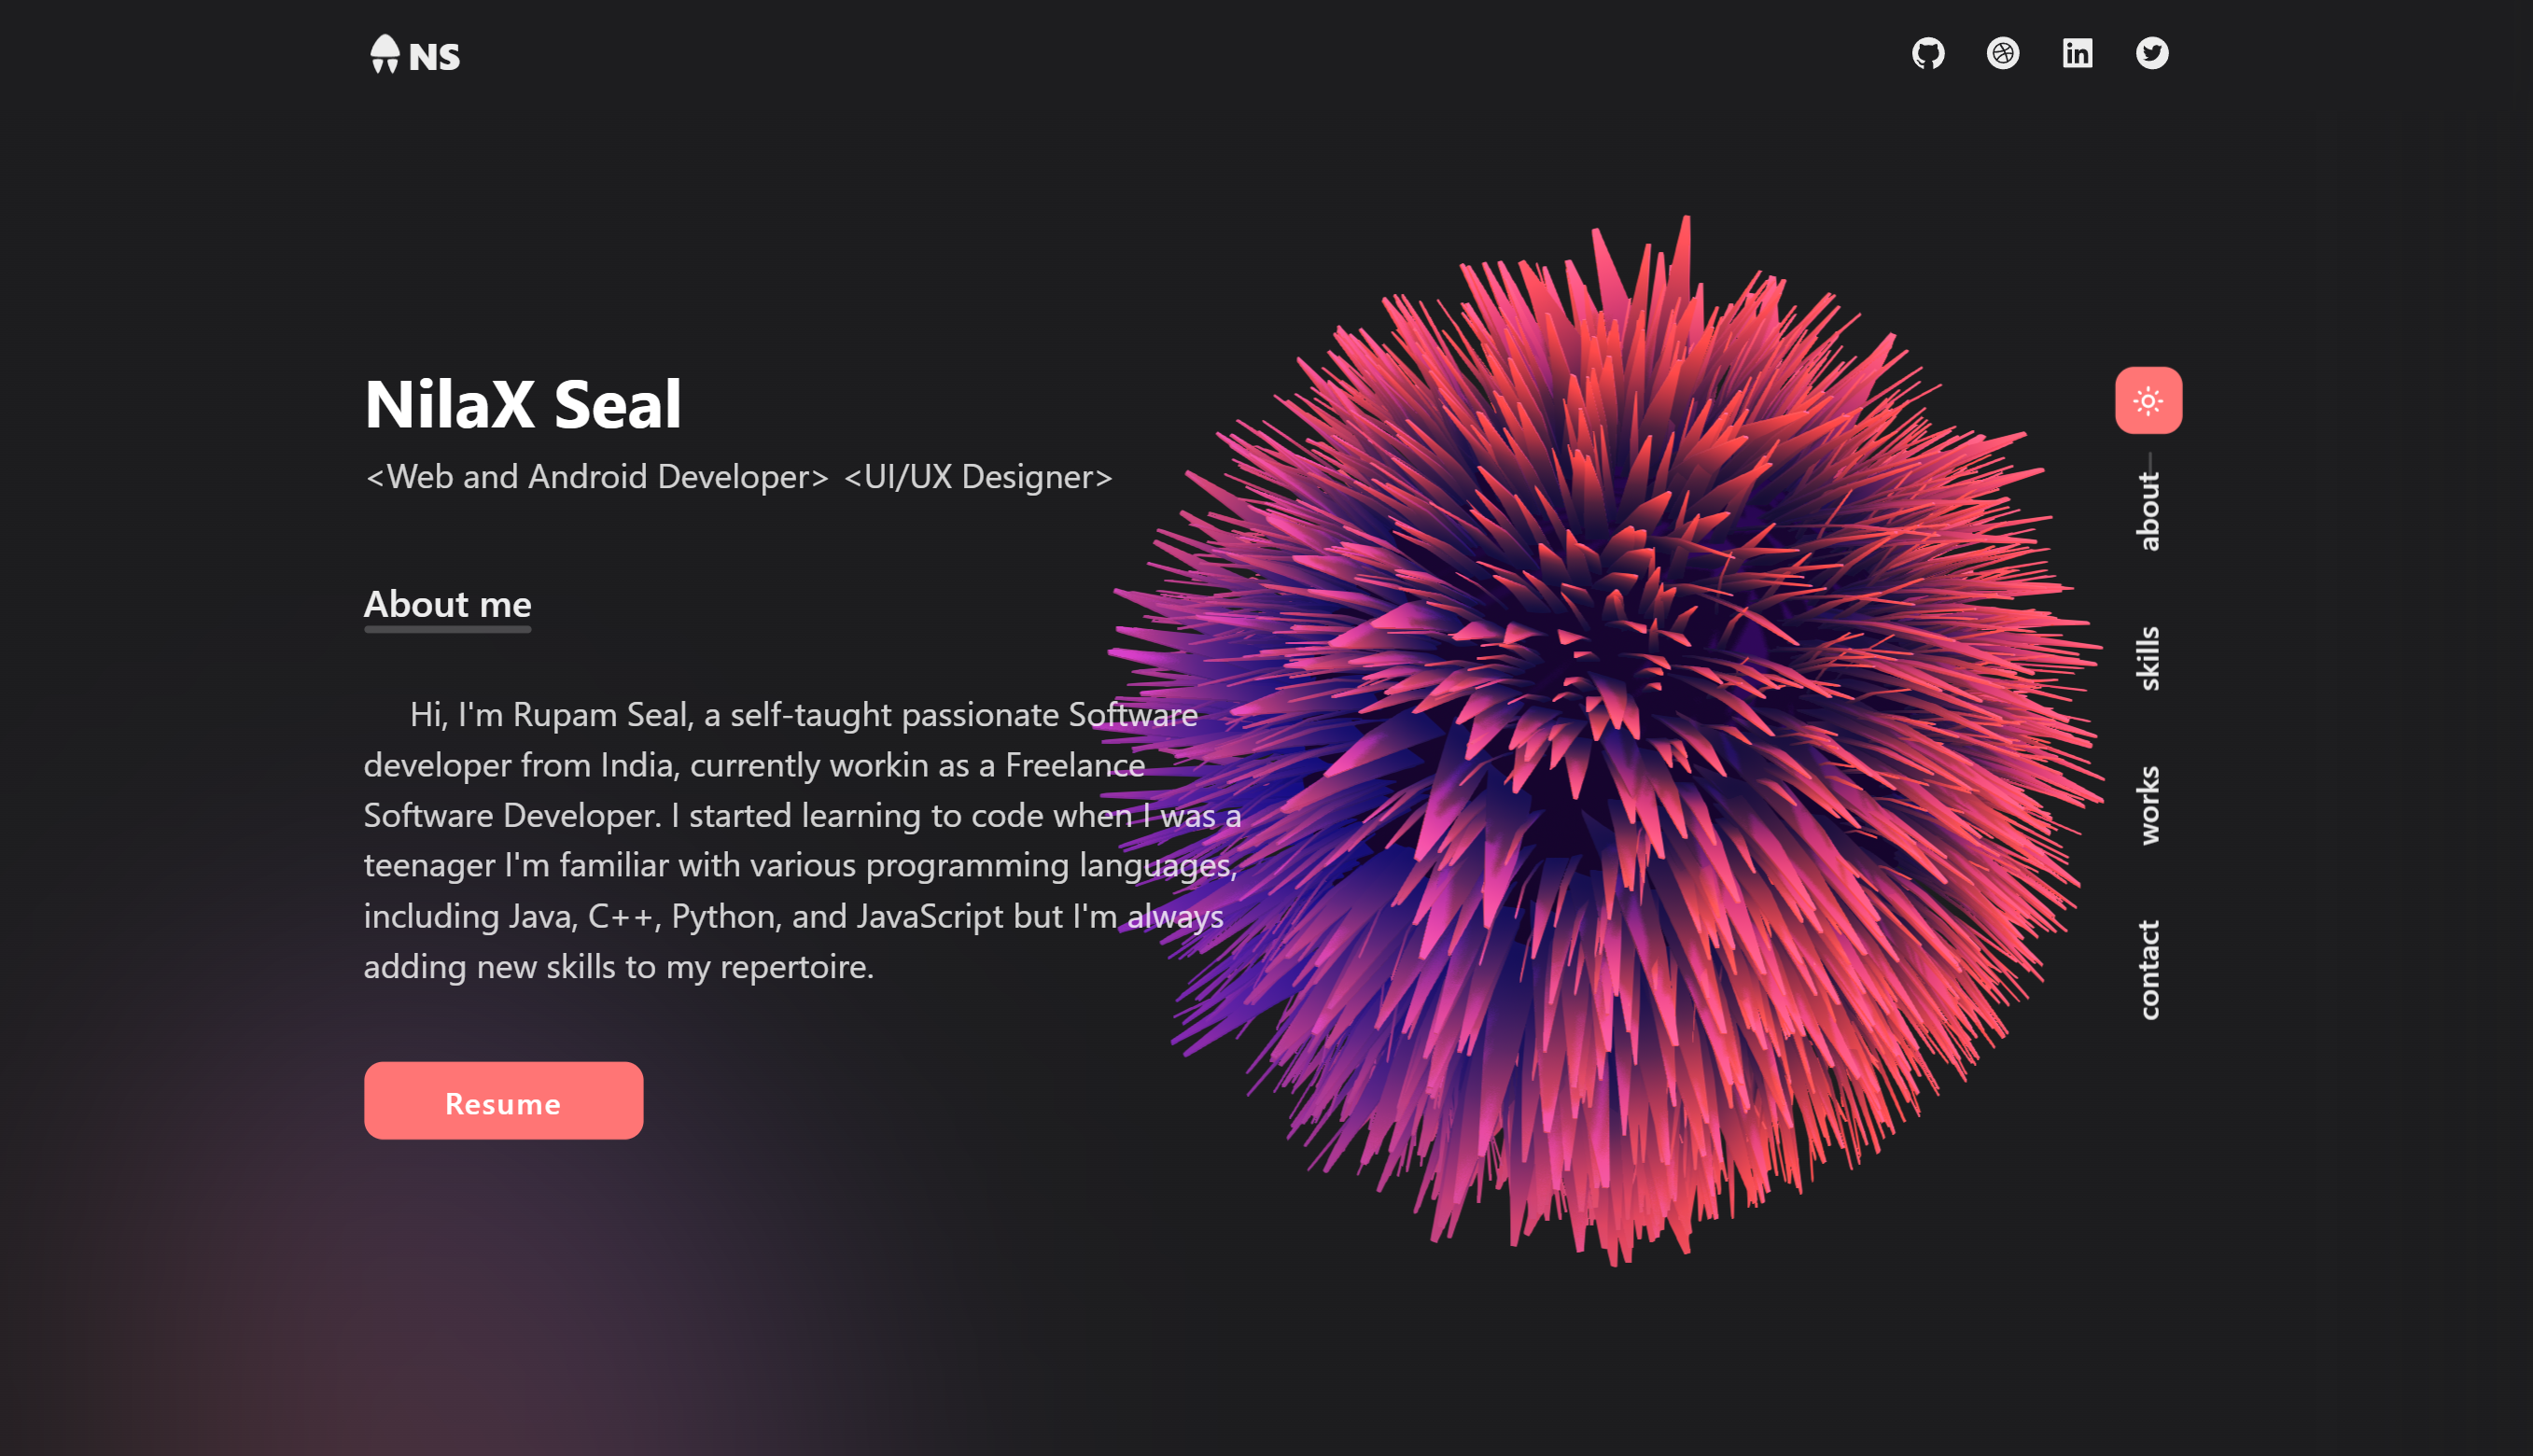 NS
NilaX Seal
<Web and Android Developer> <UI/UX Designer>
About me
Hi, I'm Rupam Seal, a self-taught passionate Software
developer from India, currently workin as a Freelance
Software Developer. I started learning to code when I was a
teenager I'm familiar with various programming languages,
including Java, C++, Python, and JavaScript but I'm always
adding new skills to my repertoire.
Resume
about
skills
works
contact